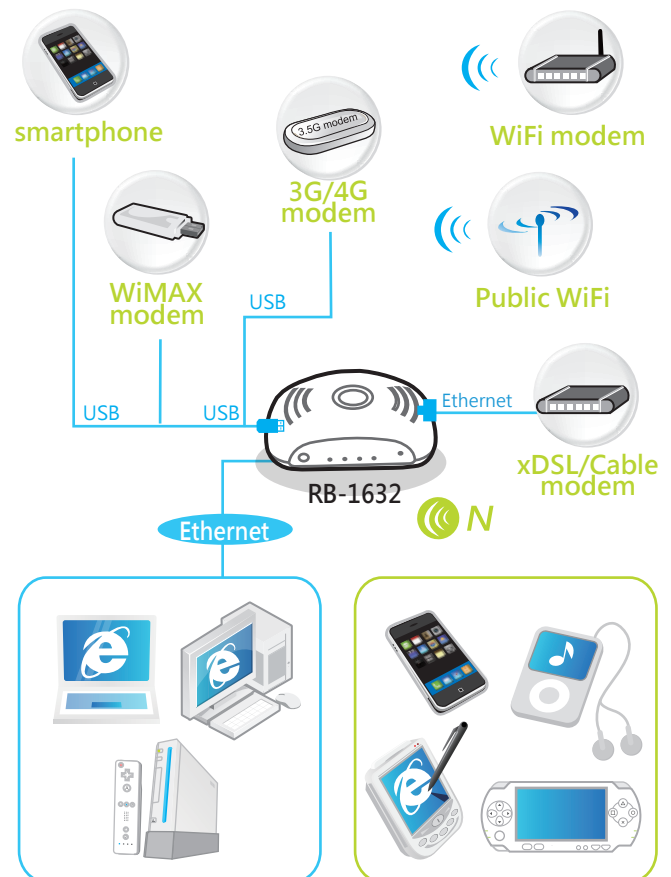 smartphone
3.5G modem
3G/4G
modem
WiFi modem
WiMAX
modem
USB
Public WiFi
USB
USB
Ethernet
xDSL/Cable
modem
RB-1632
N
Ethernet